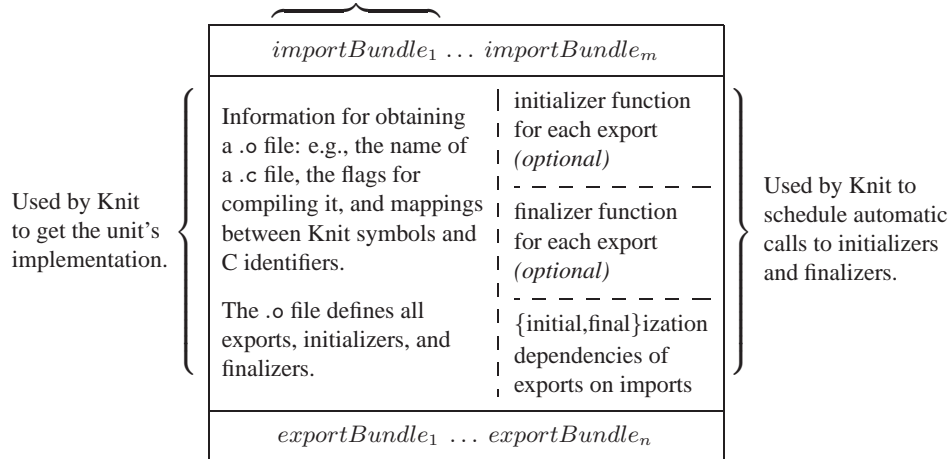 importBundle₁ … importBundleₘ
Used by Knit
to get the unit's
implementation.
Information for obtaining
a .o file: e.g., the name of
a .c file, the flags for
compiling it, and mappings
between Knit symbols and
C identifiers.
The .o file defines all
exports, initializers, and
finalizers.
initializer function
for each export
(optional)
finalizer function
for each export
(optional)
{initial,final}ization
dependencies of
exports on imports
Used by Knit to
schedule automatic
calls to initializers
and finalizers.
exportBundle₁ … exportBundleₙ